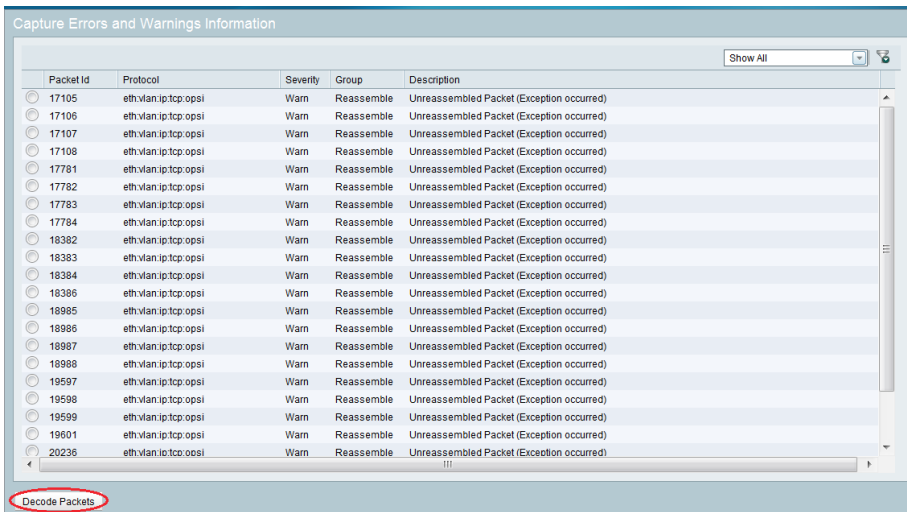 Capture Errors and Warnings Information
Show All
Packet Id Protocol Severity Group Description
17105 eth:vlan:ip:tcp:opsi Warn Reassemble Unreassembled Packet (Exception occurred)
17106 eth:vlan:ip:tcp:opsi Warn Reassemble Unreassembled Packet (Exception occurred)
17107 eth:vlan:ip:tcp:opsi Warn Reassemble Unreassembled Packet (Exception occurred)
17108 eth:vlan:ip:tcp:opsi Warn Reassemble Unreassembled Packet (Exception occurred)
17781 eth:vlan:ip:tcp:opsi Warn Reassemble Unreassembled Packet (Exception occurred)
17782 eth:vlan:ip:tcp:opsi Warn Reassemble Unreassembled Packet (Exception occurred)
17783 eth:vlan:ip:tcp:opsi Warn Reassemble Unreassembled Packet (Exception occurred)
17784 eth:vlan:ip:tcp:opsi Warn Reassemble Unreassembled Packet (Exception occurred)
18382 eth:vlan:ip:tcp:opsi Warn Reassemble Unreassembled Packet (Exception occurred)
18383 eth:vlan:ip:tcp:opsi Warn Reassemble Unreassembled Packet (Exception occurred)
18384 eth:vlan:ip:tcp:opsi Warn Reassemble Unreassembled Packet (Exception occurred)
18386 eth:vlan:ip:tcp:opsi Warn Reassemble Unreassembled Packet (Exception occurred)
18985 eth:vlan:ip:tcp:opsi Warn Reassemble Unreassembled Packet (Exception occurred)
18986 eth:vlan:ip:tcp:opsi Warn Reassemble Unreassembled Packet (Exception occurred)
18987 eth:vlan:ip:tcp:opsi Warn Reassemble Unreassembled Packet (Exception occurred)
18988 eth:vlan:ip:tcp:opsi Warn Reassemble Unreassembled Packet (Exception occurred)
19597 eth:vlan:ip:tcp:opsi Warn Reassemble Unreassembled Packet (Exception occurred)
19598 eth:vlan:ip:tcp:opsi Warn Reassemble Unreassembled Packet (Exception occurred)
19599 eth:vlan:ip:tcp:opsi Warn Reassemble Unreassembled Packet (Exception occurred)
19601 eth:vlan:ip:tcp:opsi Warn Reassemble Unreassembled Packet (Exception occurred)
20236 eth:vlan:ip:tcp:opsi Warn Reassemble Unreassembled Packet (Exception occurred)
Decode Packets